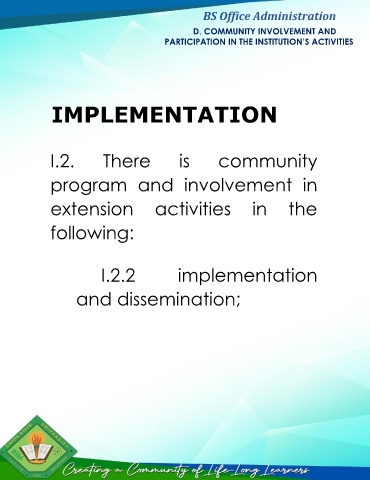 BS Office Administration
D. COMMUNITY INVOLVEMENT AND
PARTICIPATION IN THE INSTITUTION'S ACTIVITIES
IMPLEMENTATION
I.2. There is community
program and involvement in
extension activities in the
following:
I.2.2 implementation
and dissemination;
Creating a Community of Life-Long Learners